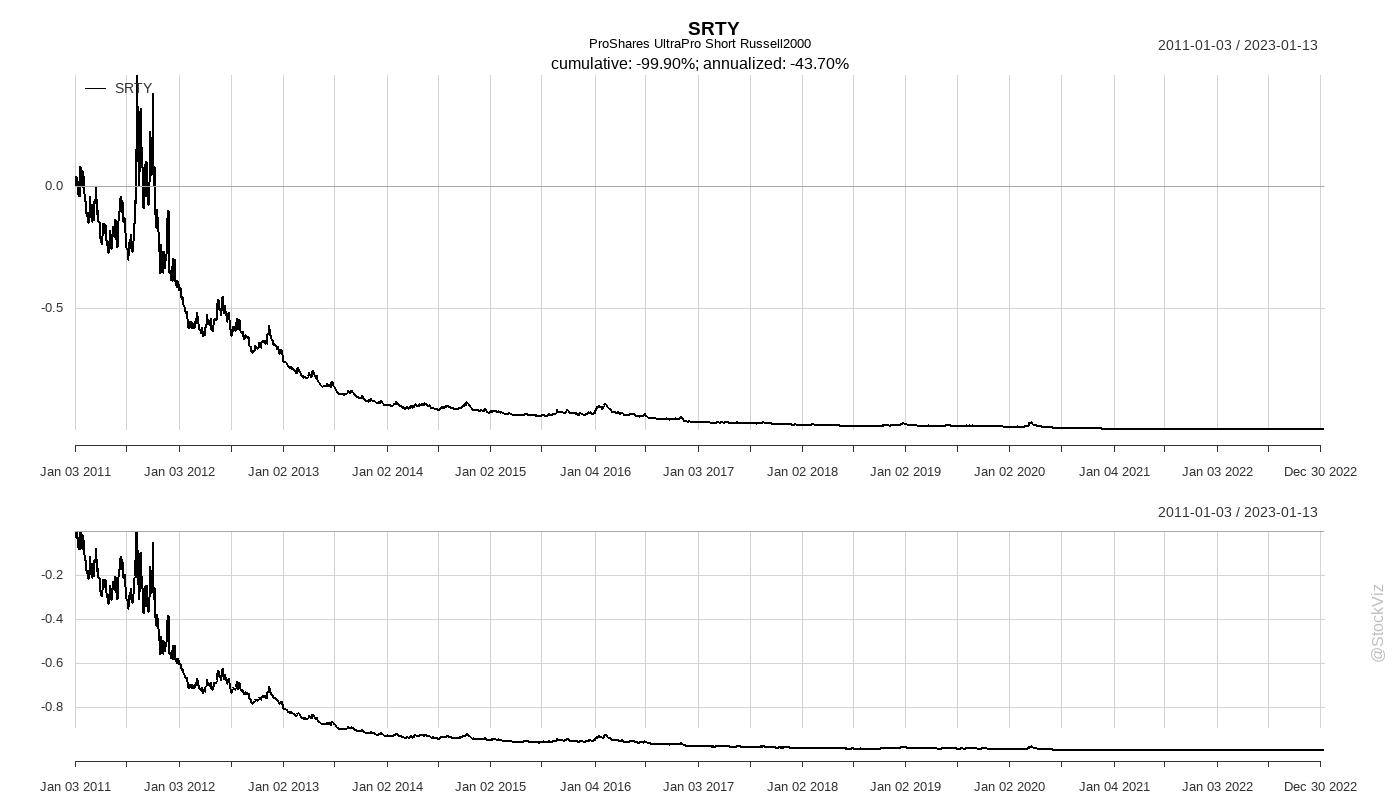 SRTY
ProShares UltraPro Short Russell2000
2011-01-03 / 2023-01-13
cumulative: -99.90%; annualized: -43.70%
SRTY
0.0
-0.5
Jan 03 2011 Jan 03 2012 Jan 02 2013 Jan 02 2014 Jan 02 2015 Jan 04 2016 Jan 03 2017 Jan 02 2018 Jan 02 2019 Jan 02 2020 Jan 04 2021 Jan 03 2022 Dec 30 2022
2011-01-03 / 2023-01-13
-0.2
-0.4
-0.6
-0.8
Jan 03 2011 Jan 03 2012 Jan 02 2013 Jan 02 2014 Jan 02 2015 Jan 04 2016 Jan 03 2017 Jan 02 2018 Jan 02 2019 Jan 02 2020 Jan 04 2021 Jan 03 2022 Dec 30 2022
@StockViz